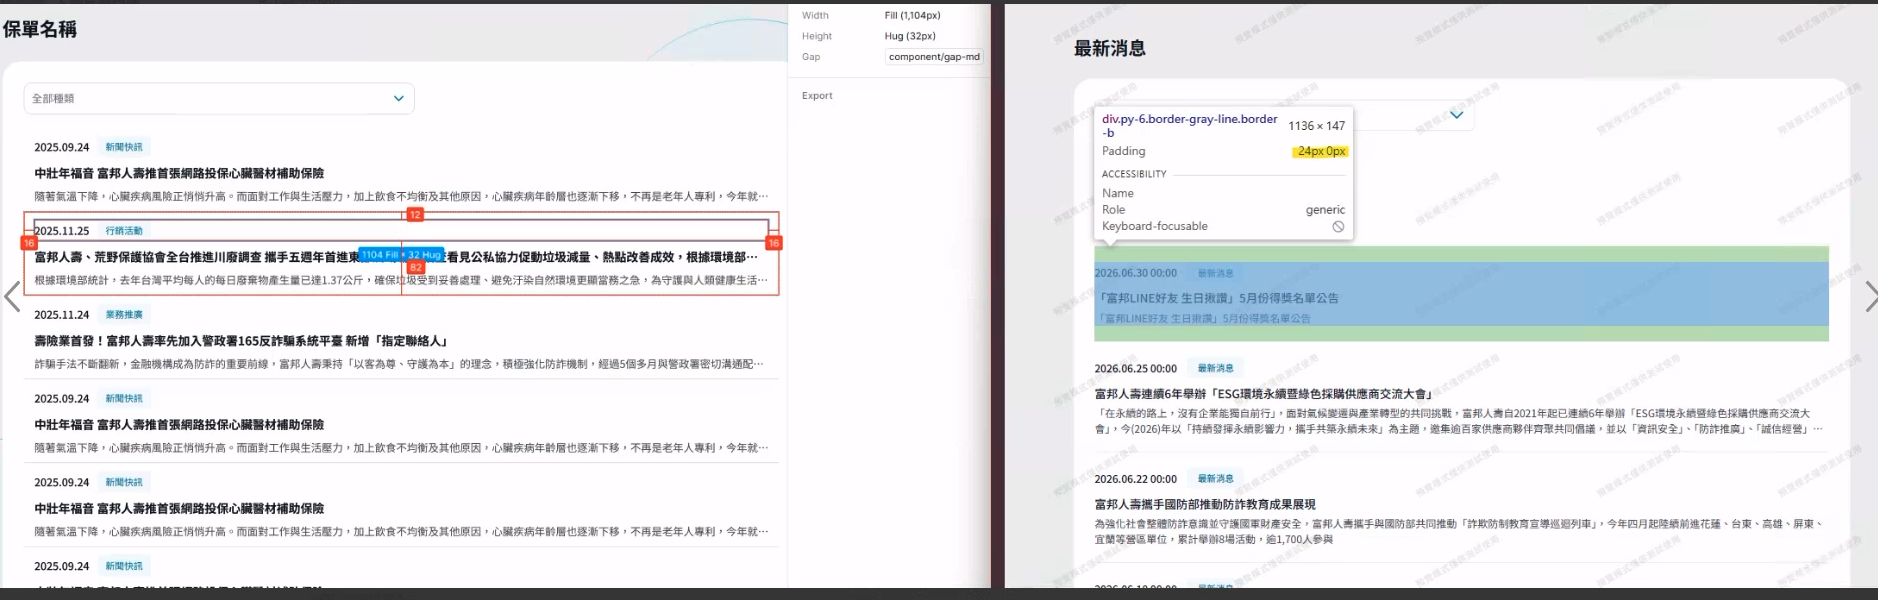 保單名稱
全部種類
2025.09.24 新聞快訊
中壯年福音 富邦人壽推首張網路投保心臟醫材補助保險
隨著氣溫下降，心臟疾病風險正悄悄升高。而面對工作與生活壓力，加上飲食不均衡及其他原因，心臟疾病年齡層也逐漸下移，不再是老年人專利，今年就…
12
2025.11.25 行銷活動
16
16
富邦人壽、荒野保護協會全台推進川廢調查 攜手五週年首進東
1104 Fill × 32 Hug
看見公私協力促動垃圾減量、熱點改善成效，根據環境部…
82
根據環境部統計，去年台灣平均每人的每日廢棄物產生量已達1.37公斤，確保垃圾受到妥善處理、避免汙染自然環境更顯當務之急，為守護與人類健康生活…
2025.11.24 業務推廣
壽險業首發！富邦人壽率先加入警政署165反詐騙系統平臺 新增「指定聯絡人」
詐騙手法不斷翻新，金融機構成為防詐的重要前線，富邦人壽秉持「以客為尊、守護為本」的理念，積極強化防詐機制，經過5個多月與警政署密切溝通配…
2025.09.24 新聞快訊
中壯年福音 富邦人壽推首張網路投保心臟醫材補助保險
隨著氣溫下降，心臟疾病風險正悄悄升高。而面對工作與生活壓力，加上飲食不均衡及其他原因，心臟疾病年齡層也逐漸下移，不再是老年人專利，今年就…
2025.09.24 新聞快訊
中壯年福音 富邦人壽推首張網路投保心臟醫材補助保險
隨著氣溫下降，心臟疾病風險正悄悄升高。而面對工作與生活壓力，加上飲食不均衡及其他原因，心臟疾病年齡層也逐漸下移，不再是老年人專利，今年就…
2025.09.24 新聞快訊
Width Fill (1,104px)
Height Hug (32px)
Gap component/gap-md
Export
最新消息
div.py-6.border-gray-line.border
-b
1136 × 147
Padding 24px 0px
ACCESSIBILITY
Name
Role generic
Keyboard-focusable
2026.06.30 00:00 最新消息
「富邦LINE好友 生日揪讚」5月份得獎名單公告
「富邦LINE好友 生日揪讚」5月份得獎名單公告
2026.06.25 00:00 最新消息
富邦人壽連續6年舉辦「ESG環境永續暨綠色採購供應商交流大會」
「在永續的路上，沒有企業能獨自前行」，面對氣候變遷與產業轉型的共同挑戰，富邦人壽自2021年起已連續6年舉辦「ESG環境永續暨綠色採購供應商交流大
會」，今(2026)年以「持續發揮永續影響力，攜手共築永續未來」為主題，邀集逾百家供應商夥伴齊聚共同倡議，並以「資訊安全」、「防詐推廣」、「誠信經營」…
2026.06.22 00:00 最新消息
富邦人壽攜手國防部推動防詐教育成果展現
為強化社會整體防詐意識並守護國軍財產安全，富邦人壽攜手與國防部共同推動「詐欺防制教育宣導巡迴列車」，今年四月起陸續前進花蓮、台東、高雄、屏東、
宜蘭等營區單位，累計舉辦8場活動，逾1,700人參與